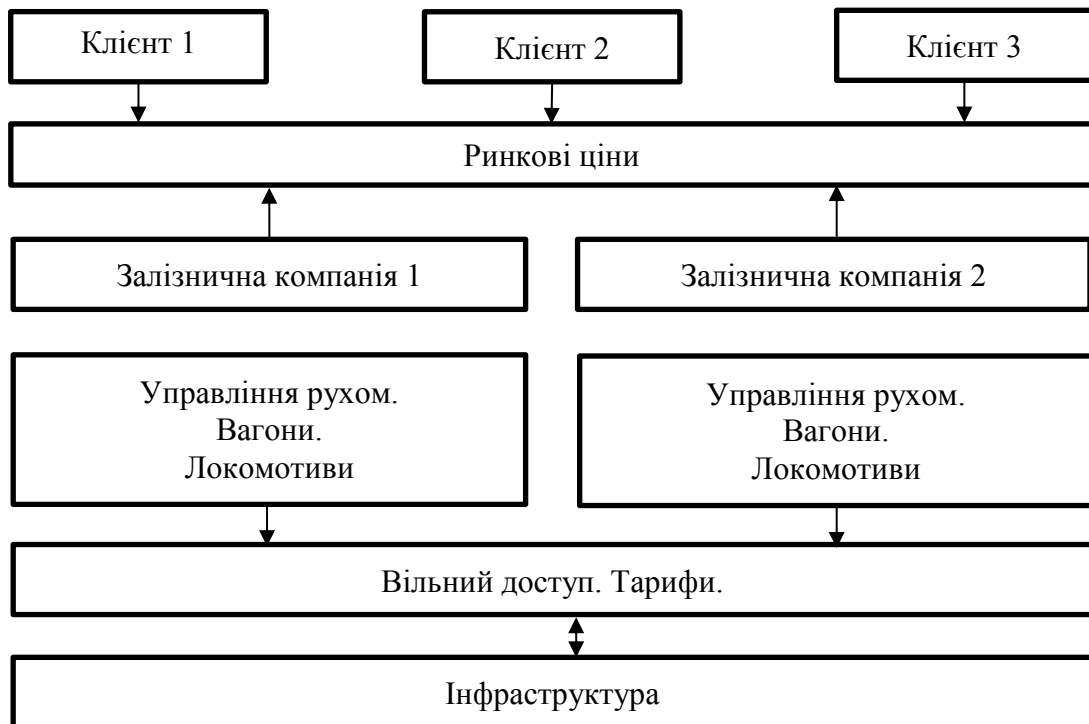 Клієнт 1
Клієнт 2
Клієнт 3
Ринкові ціни
Залізнична компанія 1
Залізнична компанія 2
Управління рухом.
Вагони.
Локомотиви
Управління рухом.
Вагони.
Локомотиви
Вільний доступ. Тарифи.
Інфраструктура